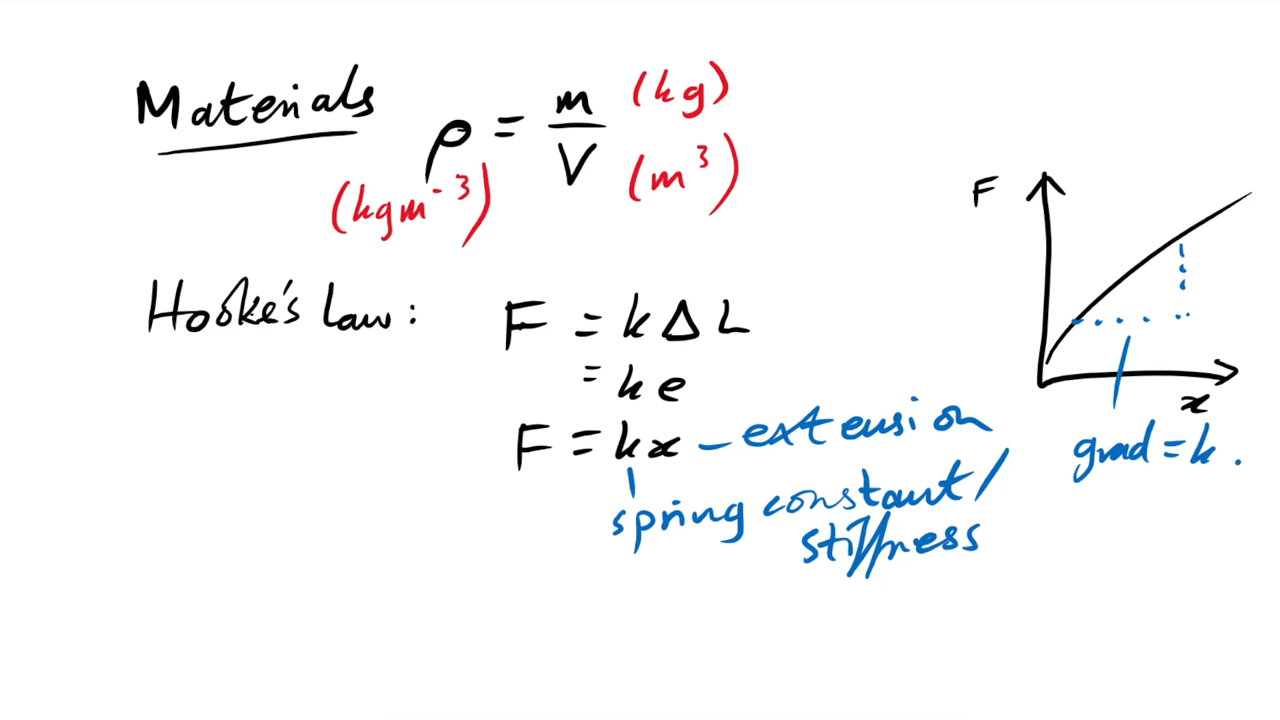 Materials
ρ = m/V (kg) (m³)
(kgm⁻³)
Hooke's Law: F = kΔL
= ke
F = kx – extension
spring constant/
stiffness
F
x
grad = k.